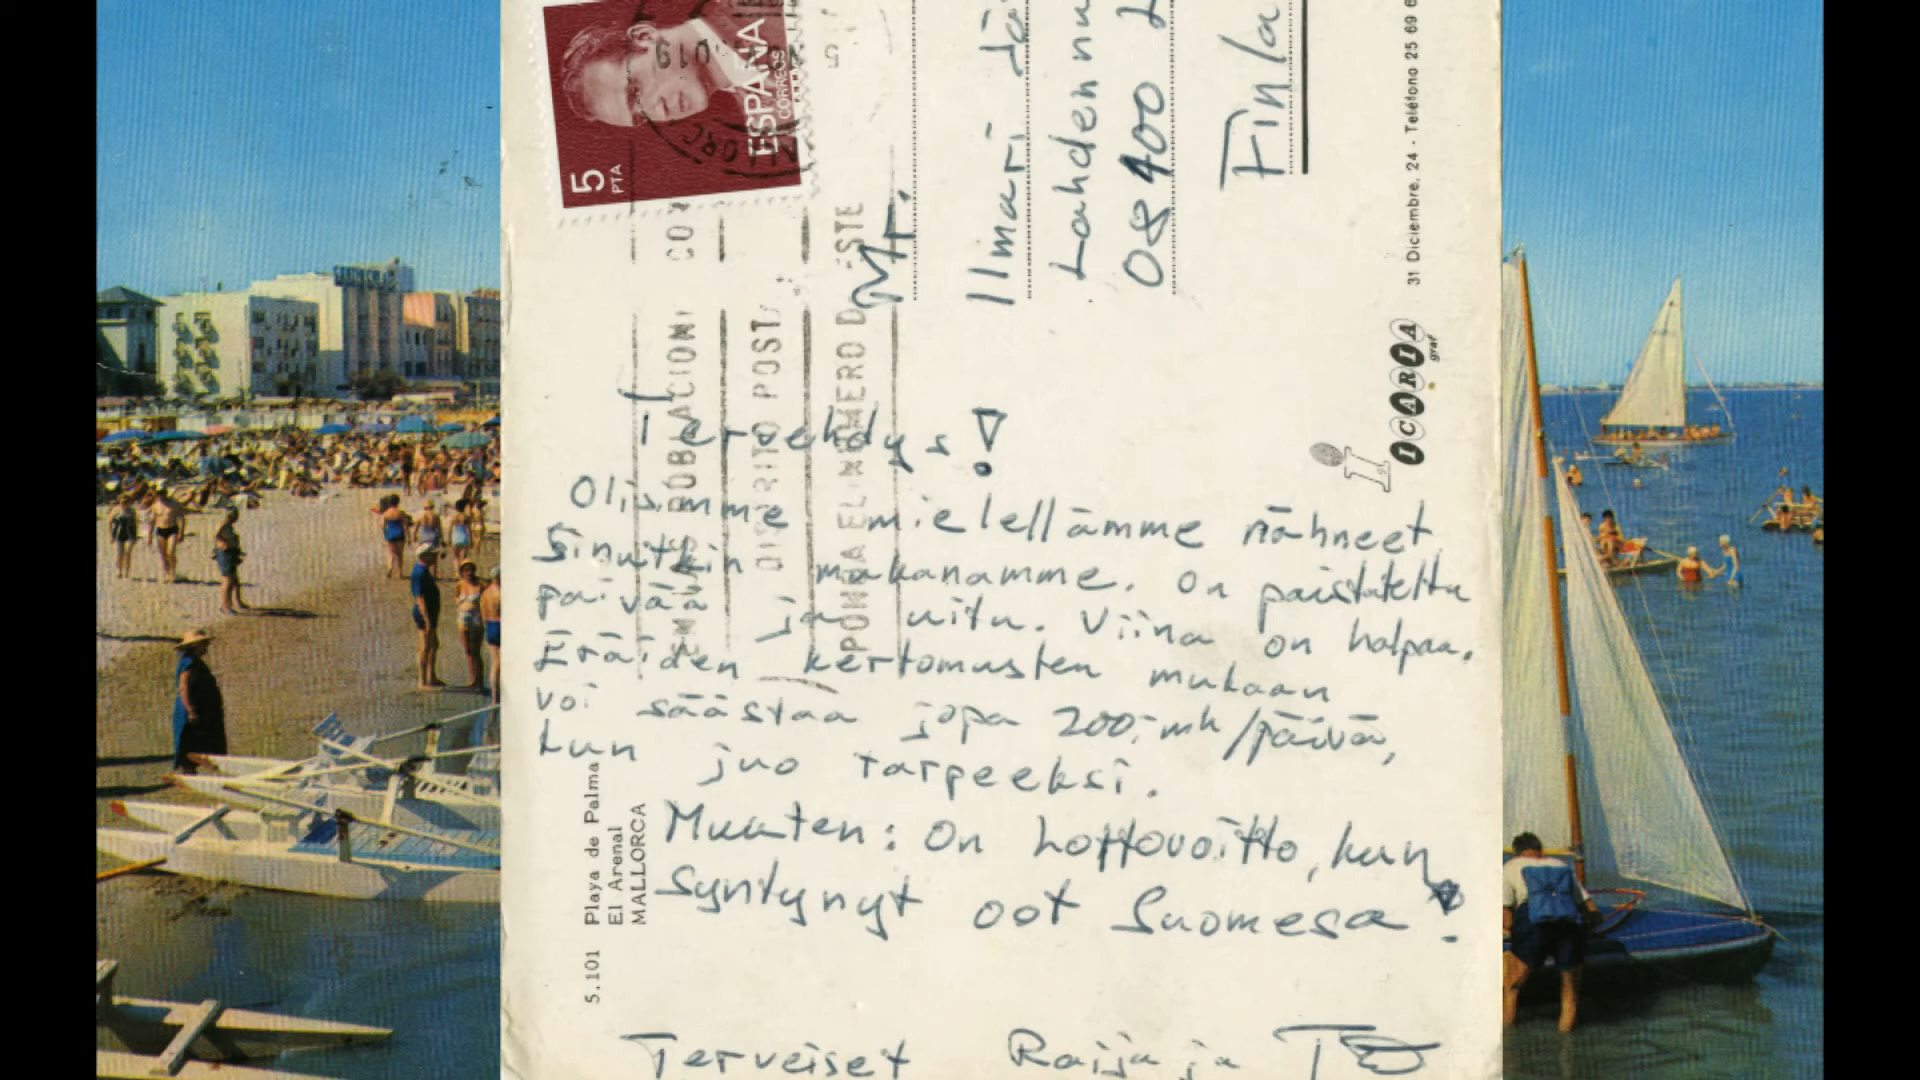 ESPAÑA
CORREOS
5
PTA
Mr.
Ilmari
08400
31 Diciembre, 24 - Teléfono 25 69
ICARIA
graf
Tervehdys!
Olisimme mielellämme nähneet
Sinutkin mukanamme. On paistateltu
päivää ja uitu. Viina on halpaa.
Eräiden kertomusten mukaan
voi säästää jopa 200,- mk/päivä,
kun juo tarpeeksi.
Muuten: On lottovoitto, kun
syntynyt oot Suomesa!
Terveiset Raija ja
5.101 Playa de Palma
El Arenal
MALLORCA